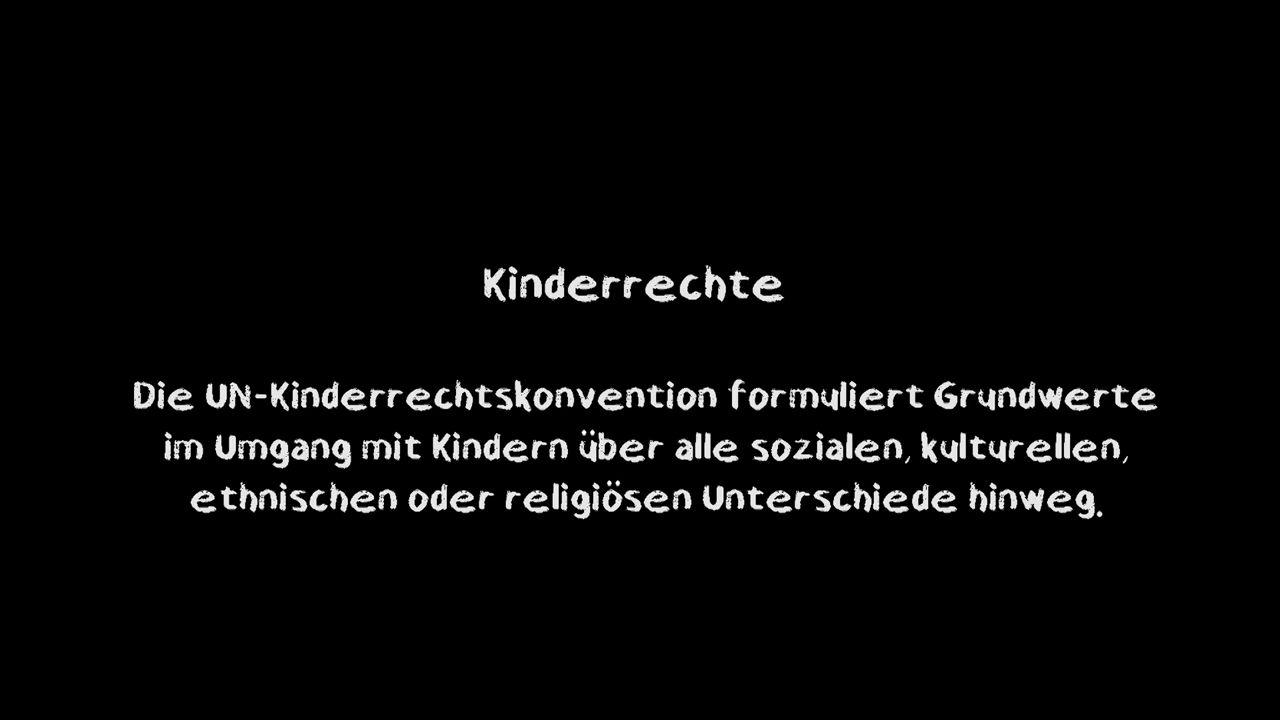 Kinderrechte
Die UN-Kinderrechtskonvention formuliert Grundwerte
im Umgang mit Kindern über alle sozialen, kulturellen,
ethnischen oder religiösen Unterschiede hinweg.